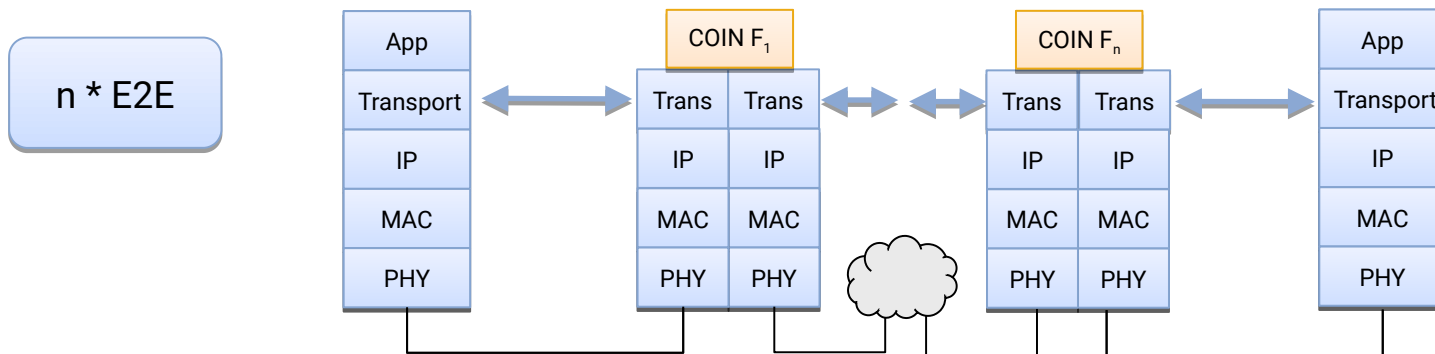 n * E2E
App
Transport
IP
MAC
PHY
COIN F₁
Trans Trans
IP IP
MAC MAC
PHY PHY
COIN Fₙ
Trans Trans
IP IP
MAC MAC
PHY PHY
App
Transport
IP
MAC
PHY